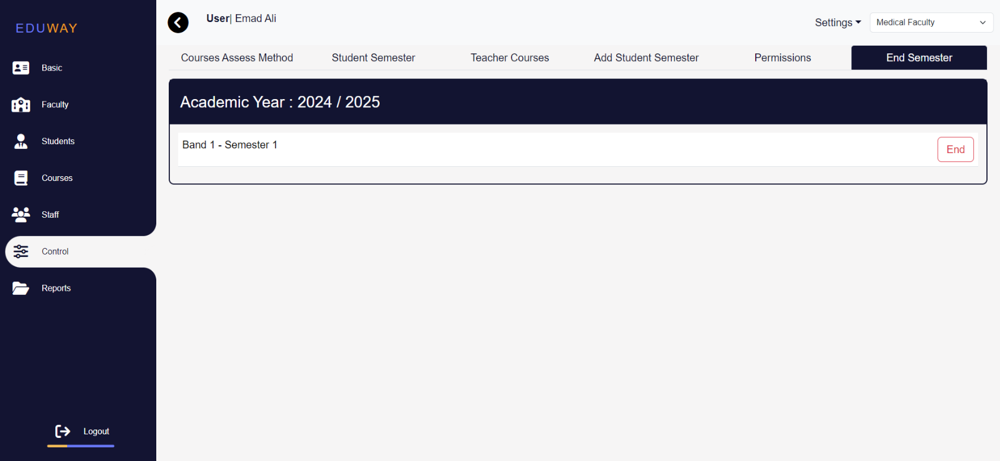 EDUWAY
Basic
Faculty
Students
Courses
Staff
Control
Reports
Logout
User| Emad Ali
Settings
Medical Faculty
Courses Assess Method
Student Semester
Teacher Courses
Add Student Semester
Permissions
End Semester
Academic Year : 2024 / 2025
Band 1 - Semester 1
End